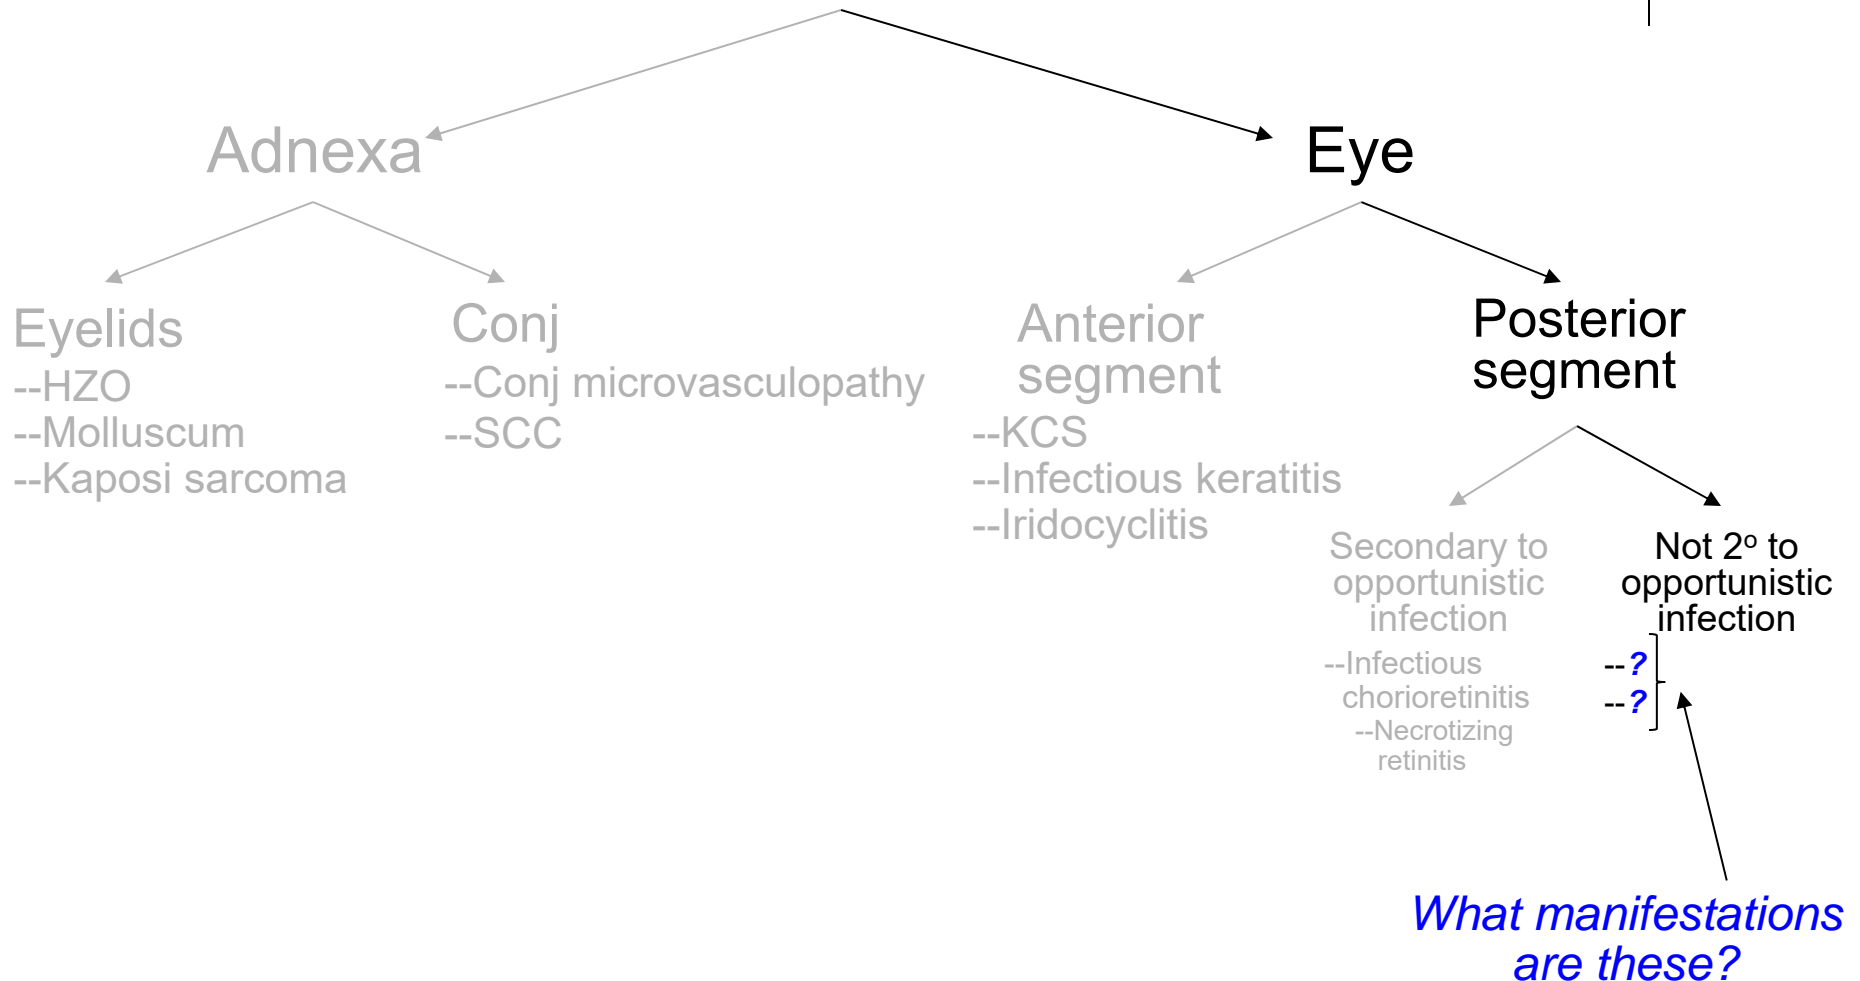 Adnexa
Eye
Eyelids
--HZO
--Molluscum
--Kaposi sarcoma
Conj
--Conj microvasculopathy
--SCC
Anterior
segment
--KCS
--Infectious keratitis
--Iridocyclitis
Posterior
segment
Secondary to
opportunistic
infection
--Infectious
chorioretinitis
--Necrotizing
retinitis
Not 2º to
opportunistic
infection
--?
--?
What manifestations
are these?